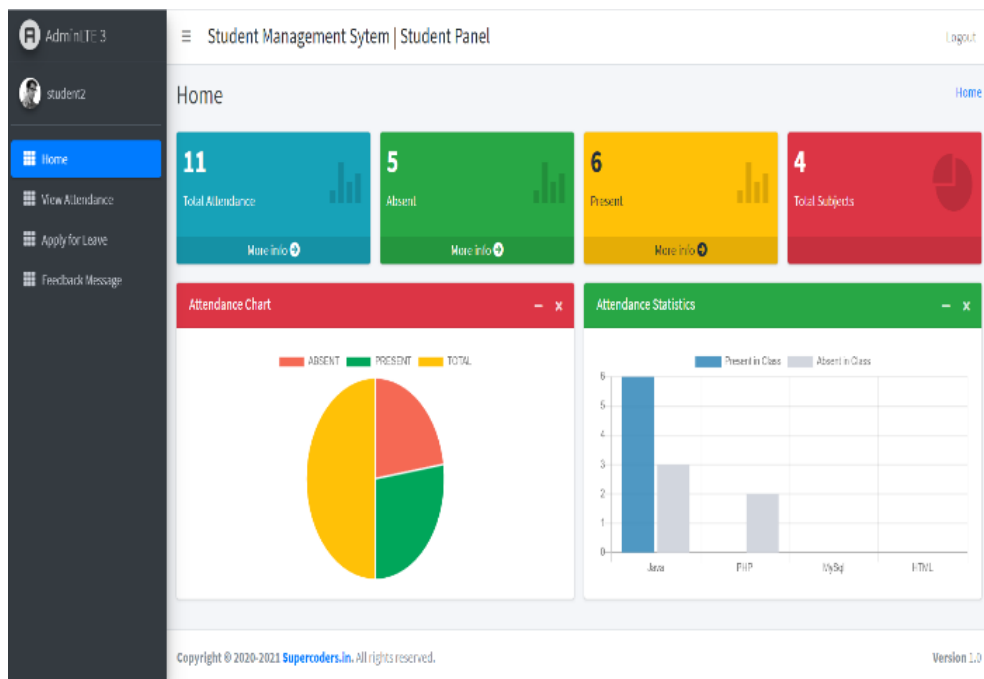 AdminLTE 3
student2
Home
View Attendance
Apply for Leave
Feedback Message
Student Management Sytem | Student Panel
Logout
Home
Home
11
Total Attendance
More info
5
Absent
More info
6
Present
More info
4
Total Subjects
Attendance Chart
ABSENT PRESENT TOTAL
Attendance Statistics
Present in Class Absent in Class
6
5
4
3
2
1
0
Java PHP MySql HTML
Copyright © 2020-2021 Supercoders.in. All rights reserved.
Version 1.0